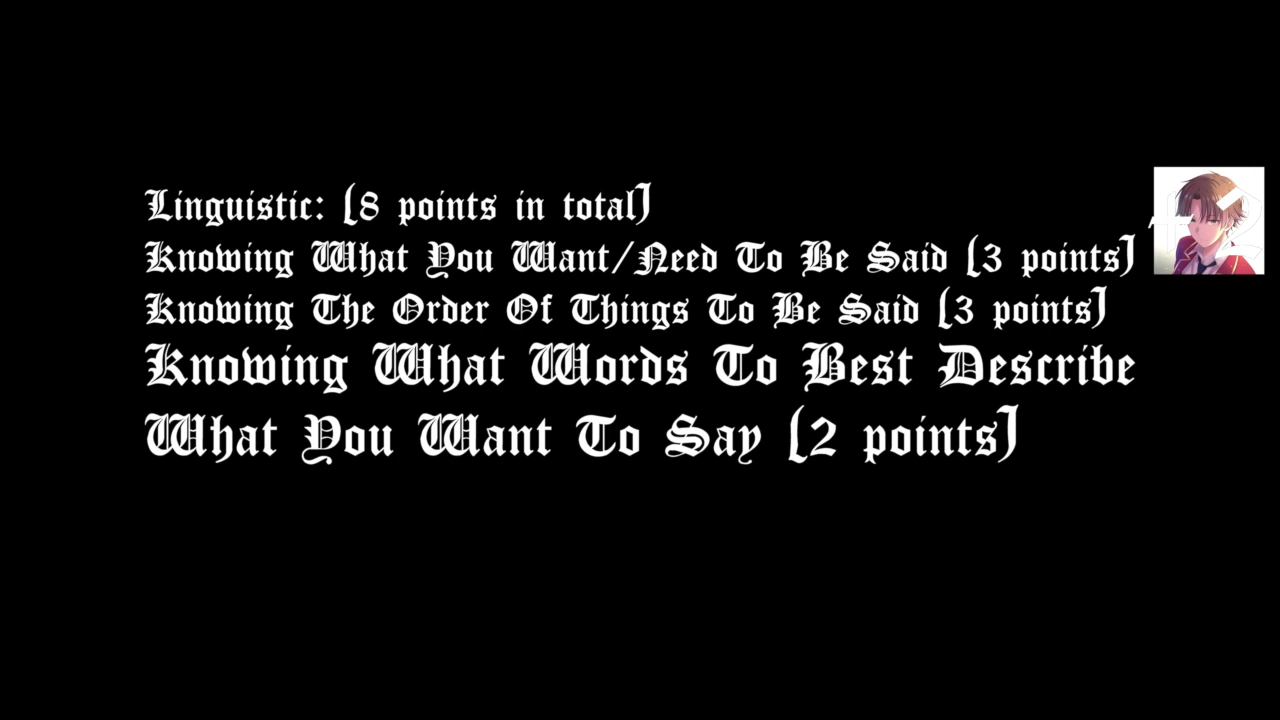 Linguistic: [8 points in total]
Knowing What You Want/Need To Be Said [3 points]
Knowing The Order Of Things To Be Said [3 points]
Knowing What Words To Best Describe
What You Want To Say [2 points]